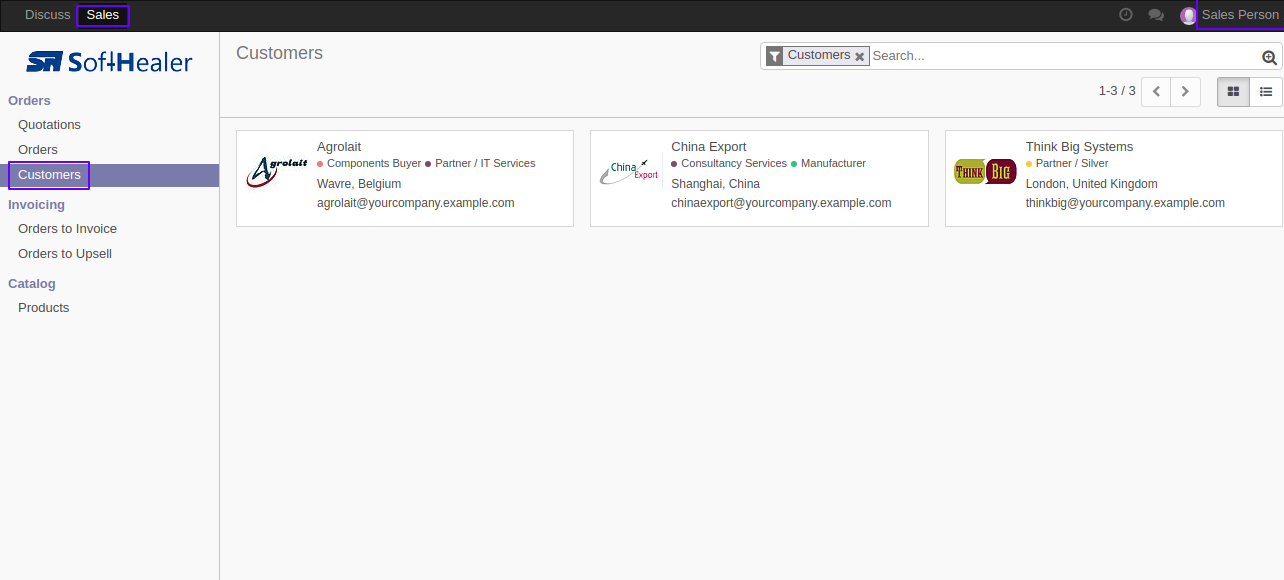 Discuss Sales Sales Person
SoftHealer
Customers
Customers Search...
1-3 / 3
Orders
Quotations
Orders
Customers
Invoicing
Orders to Invoice
Orders to Upsell
Catalog
Products
Agrolait
Agrolait
Components Buyer Partner / IT Services
Wavre, Belgium
agrolait@yourcompany.example.com
China Export
China Export
Consultancy Services Manufacturer
Shanghai, China
chinaexport@yourcompany.example.com
THINK BIG
Think Big Systems
Partner / Silver
London, United Kingdom
thinkbig@yourcompany.example.com